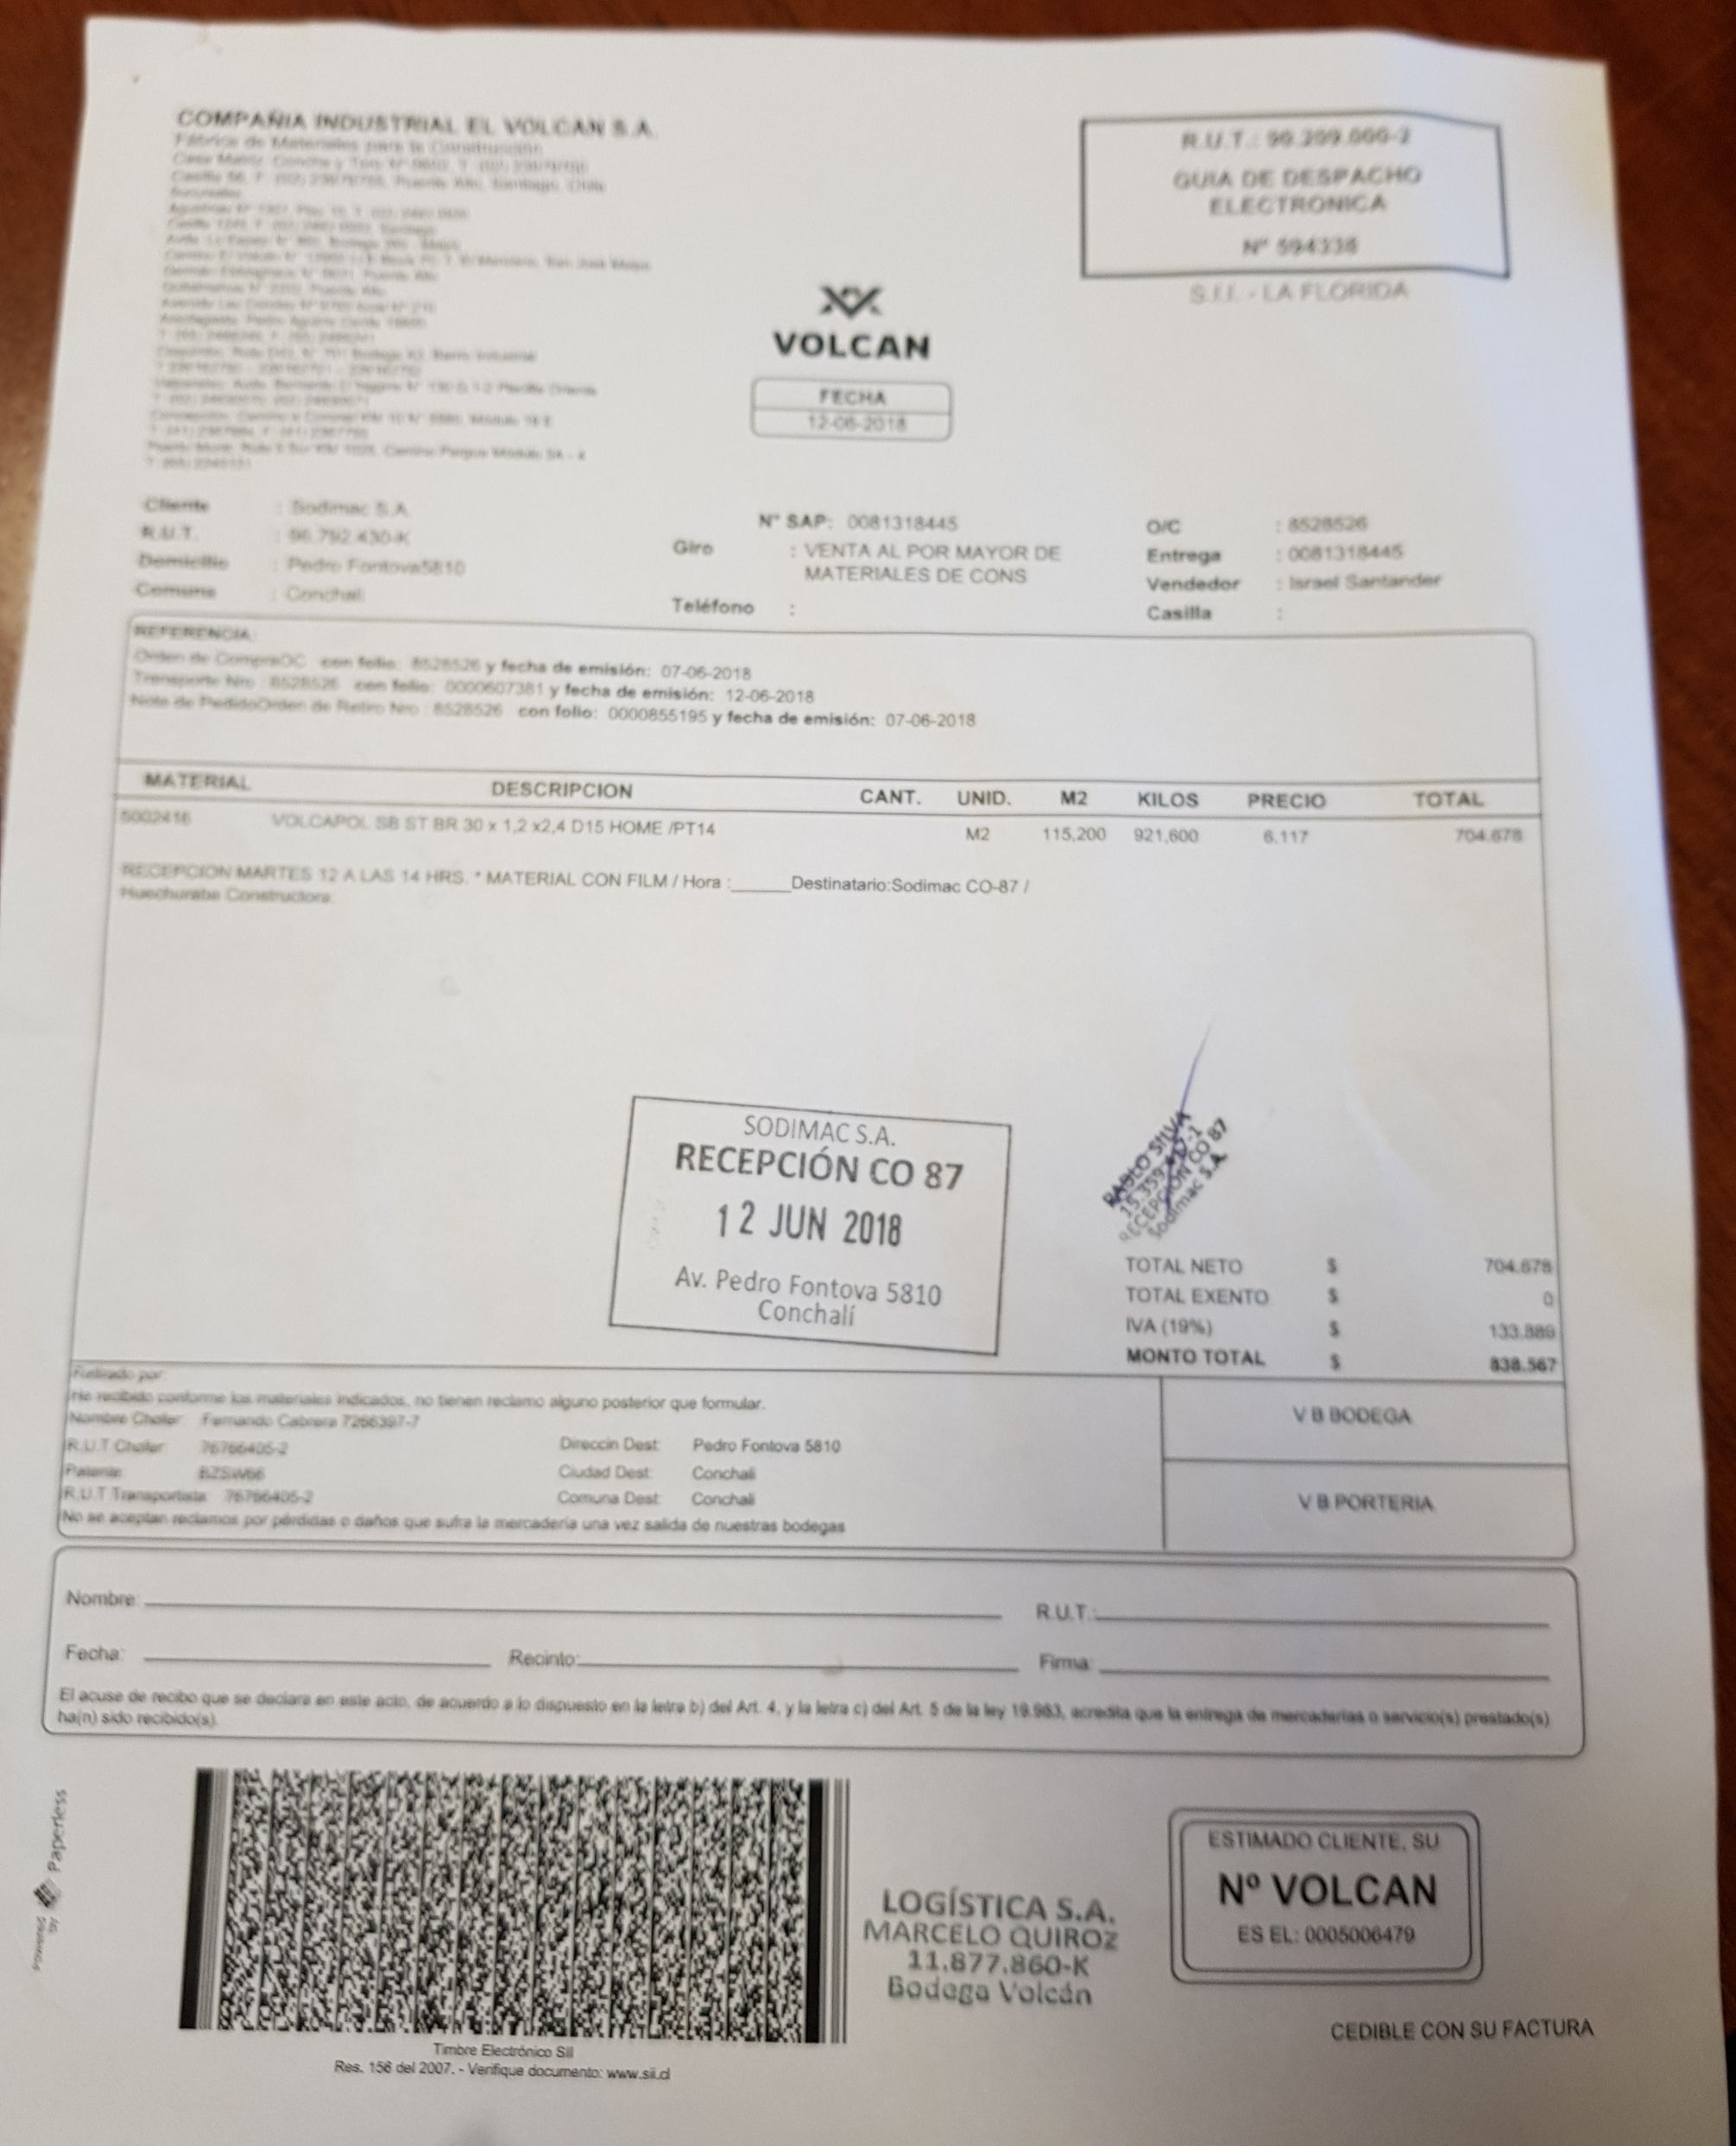 COMPAÑIA INDUSTRIAL EL VOLCAN S.A.
Fábrica de Materiales para la Construcción
R.U.T.: 90.209.000-2
GUIA DE DESPACHO
ELECTRONICA
N° 594336
S.I.I. - LA FLORIDA
VOLCAN
FECHA
12-06-2018
Cliente : Sodimac S.A.
R.U.T. : 96.792.430-K
Domicilio : Pedro Fontova5810
Comuna : Conchali
N° SAP: 0081318445
Giro : VENTA AL POR MAYOR DE
MATERIALES DE CONS
Teléfono :
O/C : 8528526
Entrega : 0081318445
Vendedor : Israel Santander
Casilla :
REFERENCIA:
Orden de CompraOC con folio: 8528526 y fecha de emisión: 07-06-2018
Transporte Nro : 8528526 con folio: 0000607381 y fecha de emisión: 12-06-2018
Nota de PedidoOrden de Retiro Nro : 8528526 con folio: 0000855195 y fecha de emisión: 07-06-2018
MATERIAL DESCRIPCION CANT. UNID. M2 KILOS PRECIO TOTAL
5002416 VOLCAPOL SB ST BR 30 x 1,2 x2,4 D15 HOME /PT14 M2 115,200 921,600 6.117 704.678
RECEPCION MARTES 12 A LAS 14 HRS. * MATERIAL CON FILM / Hora :______Destinatario:Sodimac CO-87 /
Huechuraba Constructora.
SODIMAC S.A.
RECEPCIÓN CO 87
12 JUN 2018
Av. Pedro Fontova 5810
Conchalí
PABLO SILVA
RECEPCIÓN CO 87
Sodimac S.A.
TOTAL NETO $ 704.678
TOTAL EXENTO $ 0
IVA (19%) $ 133.889
MONTO TOTAL $ 838.567
Retirado por:
He recibido conforme los materiales indicados, no tienen reclamo alguno posterior que formular.
Nombre Chofer: Fernando Cabrera 7266397-7
R.U.T Chofer 76766405-2 Direccin Dest: Pedro Fontova 5810
Patente BZSW66 Ciudad Dest: Conchali
R.U.T Transportista 76766405-2 Comuna Dest: Conchali
No se aceptan reclamos por pérdidas o daños que sufra la mercadería una vez salida de nuestras bodegas
V B BODEGA
V B PORTERIA
Nombre: R.U.T.:
Fecha: Recinto: Firma:
El acuse de recibo que se declara en este acto, de acuerdo a lo dispuesto en la letra b) del Art. 4, y la letra c) del Art. 5 de la ley 19.983, acredita que la entrega de mercaderías o servicio(s) prestado(s)
ha(n) sido recibido(s).
Powered by Paperless
Timbre Electrónico SII
Res. 156 del 2007. - Verifique documento: www.sii.cl
LOGÍSTICA S.A.
MARCELO QUIROZ
11.877.860-K
Bodega Volcán
ESTIMADO CLIENTE, SU
Nº VOLCAN
ES EL: 0005006479
CEDIBLE CON SU FACTURA